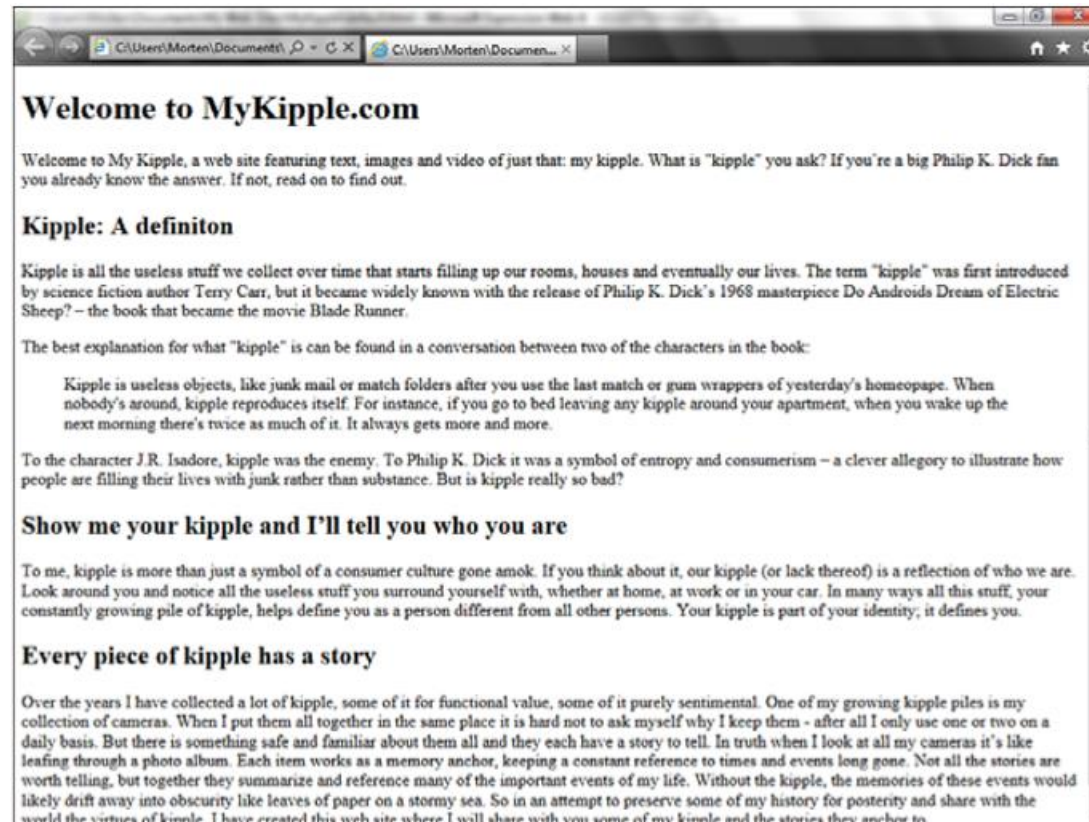 C:\Users\Morten\Documents\
C:\Users\Morten\Documen...
Welcome to MyKipple.com
Welcome to My Kipple, a web site featuring text, images and video of just that: my kipple. What is "kipple" you ask? If you're a big Philip K. Dick fan
you already know the answer. If not, read on to find out.
Kipple: A definiton
Kipple is all the useless stuff we collect over time that starts filling up our rooms, houses and eventually our lives. The term "kipple" was first introduced
by science fiction author Terry Carr, but it became widely known with the release of Philip K. Dick's 1968 masterpiece Do Androids Dream of Electric
Sheep? – the book that became the movie Blade Runner.
The best explanation for what "kipple" is can be found in a conversation between two of the characters in the book:
Kipple is useless objects, like junk mail or match folders after you use the last match or gum wrappers of yesterday's homeopape. When
nobody's around, kipple reproduces itself. For instance, if you go to bed leaving any kipple around your apartment, when you wake up the
next morning there's twice as much of it. It always gets more and more.
To the character J.R. Isadore, kipple was the enemy. To Philip K. Dick it was a symbol of entropy and consumerism – a clever allegory to illustrate how
people are filling their lives with junk rather than substance. But is kipple really so bad?
Show me your kipple and I'll tell you who you are
To me, kipple is more than just a symbol of a consumer culture gone amok. If you think about it, our kipple (or lack thereof) is a reflection of who we are.
Look around you and notice all the useless stuff you surround yourself with, whether at home, at work or in your car. In many ways all this stuff, your
constantly growing pile of kipple, helps define you as a person different from all other persons. Your kipple is part of your identity; it defines you.
Every piece of kipple has a story
Over the years I have collected a lot of kipple, some of it for functional value, some of it purely sentimental. One of my growing kipple piles is my
collection of cameras. When I put them all together in the same place it is hard not to ask myself why I keep them - after all I only use one or two on a
daily basis. But there is something safe and familiar about them all and they each have a story to tell. In truth when I look at all my cameras it's like
leafing through a photo album. Each item works as a memory anchor, keeping a constant reference to times and events long gone. Not all the stories are
worth telling, but together they summarize and reference many of the important events of my life. Without the kipple, the memories of these events would
likely drift away into obscurity like leaves of paper on a stormy sea. So in an attempt to preserve some of my history for posterity and share with the
world the virtues of kipple, I have created this web site where I will share with you some of my kipple and the stories they anchor to.